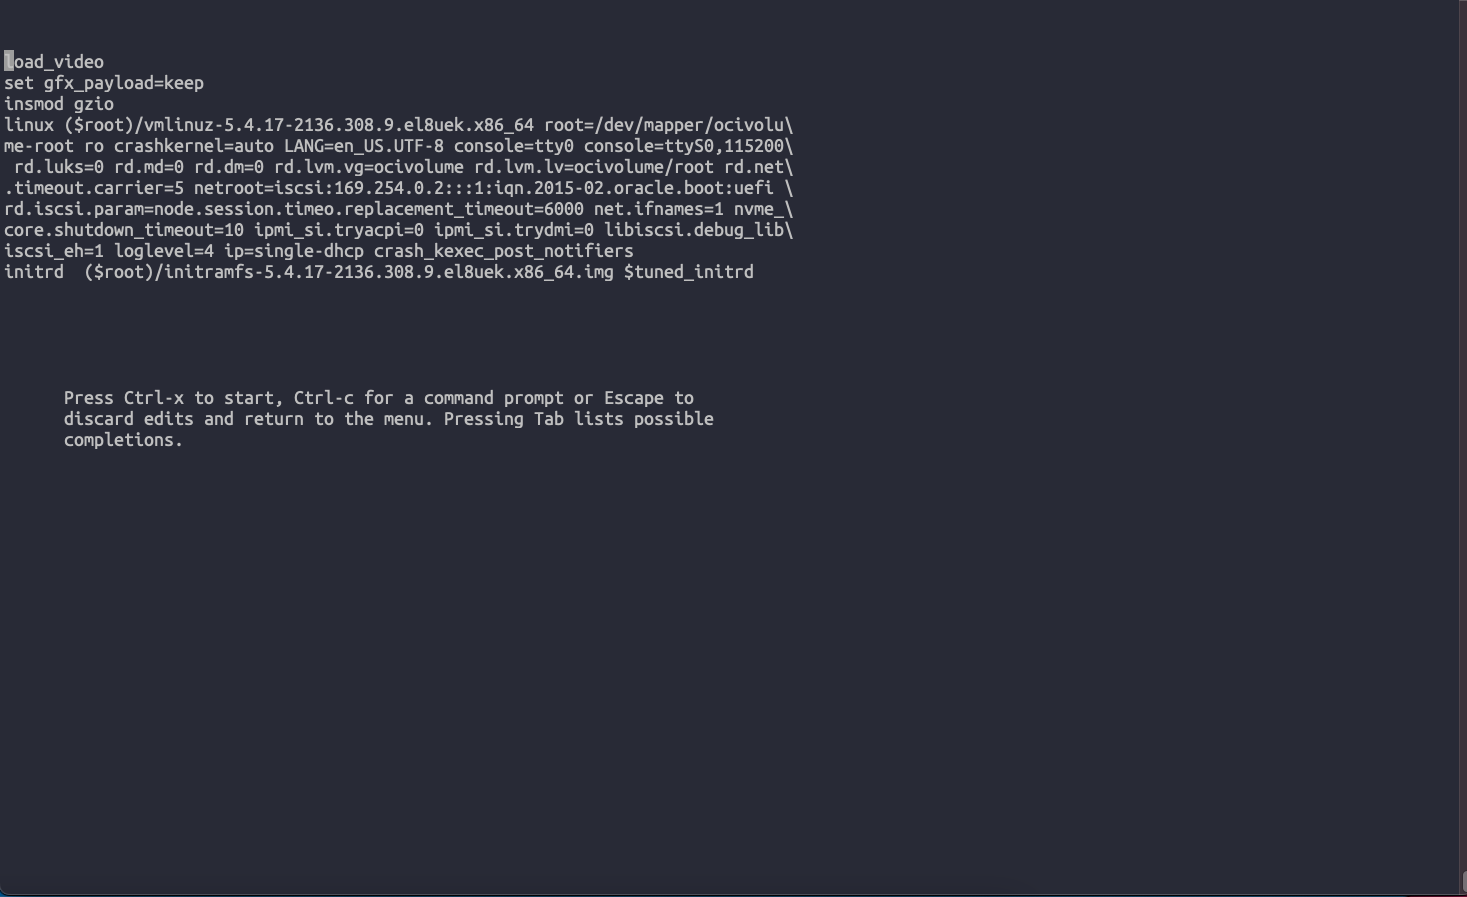 load_video
set gfx_payload=keep
insmod gzio
linux ($root)/vmlinuz-5.4.17-2136.308.9.el8uek.x86_64 root=/dev/mapper/ocivolu\
me-root ro crashkernel=auto LANG=en_US.UTF-8 console=tty0 console=ttyS0,115200\
 rd.luks=0 rd.md=0 rd.dm=0 rd.lvm.vg=ocivolume rd.lvm.lv=ocivolume/root rd.net\
.timeout.carrier=5 netroot=iscsi:169.254.0.2:::1:iqn.2015-02.oracle.boot:uefi \
rd.iscsi.param=node.session.timeo.replacement_timeout=6000 net.ifnames=1 nvme_\
core.shutdown_timeout=10 ipmi_si.tryacpi=0 ipmi_si.trydmi=0 libiscsi.debug_lib\
iscsi_eh=1 loglevel=4 ip=single-dhcp crash_kexec_post_notifiers
initrd  ($root)/initramfs-5.4.17-2136.308.9.el8uek.x86_64.img $tuned_initrd
Press Ctrl-x to start, Ctrl-c for a command prompt or Escape to
discard edits and return to the menu. Pressing Tab lists possible
completions.